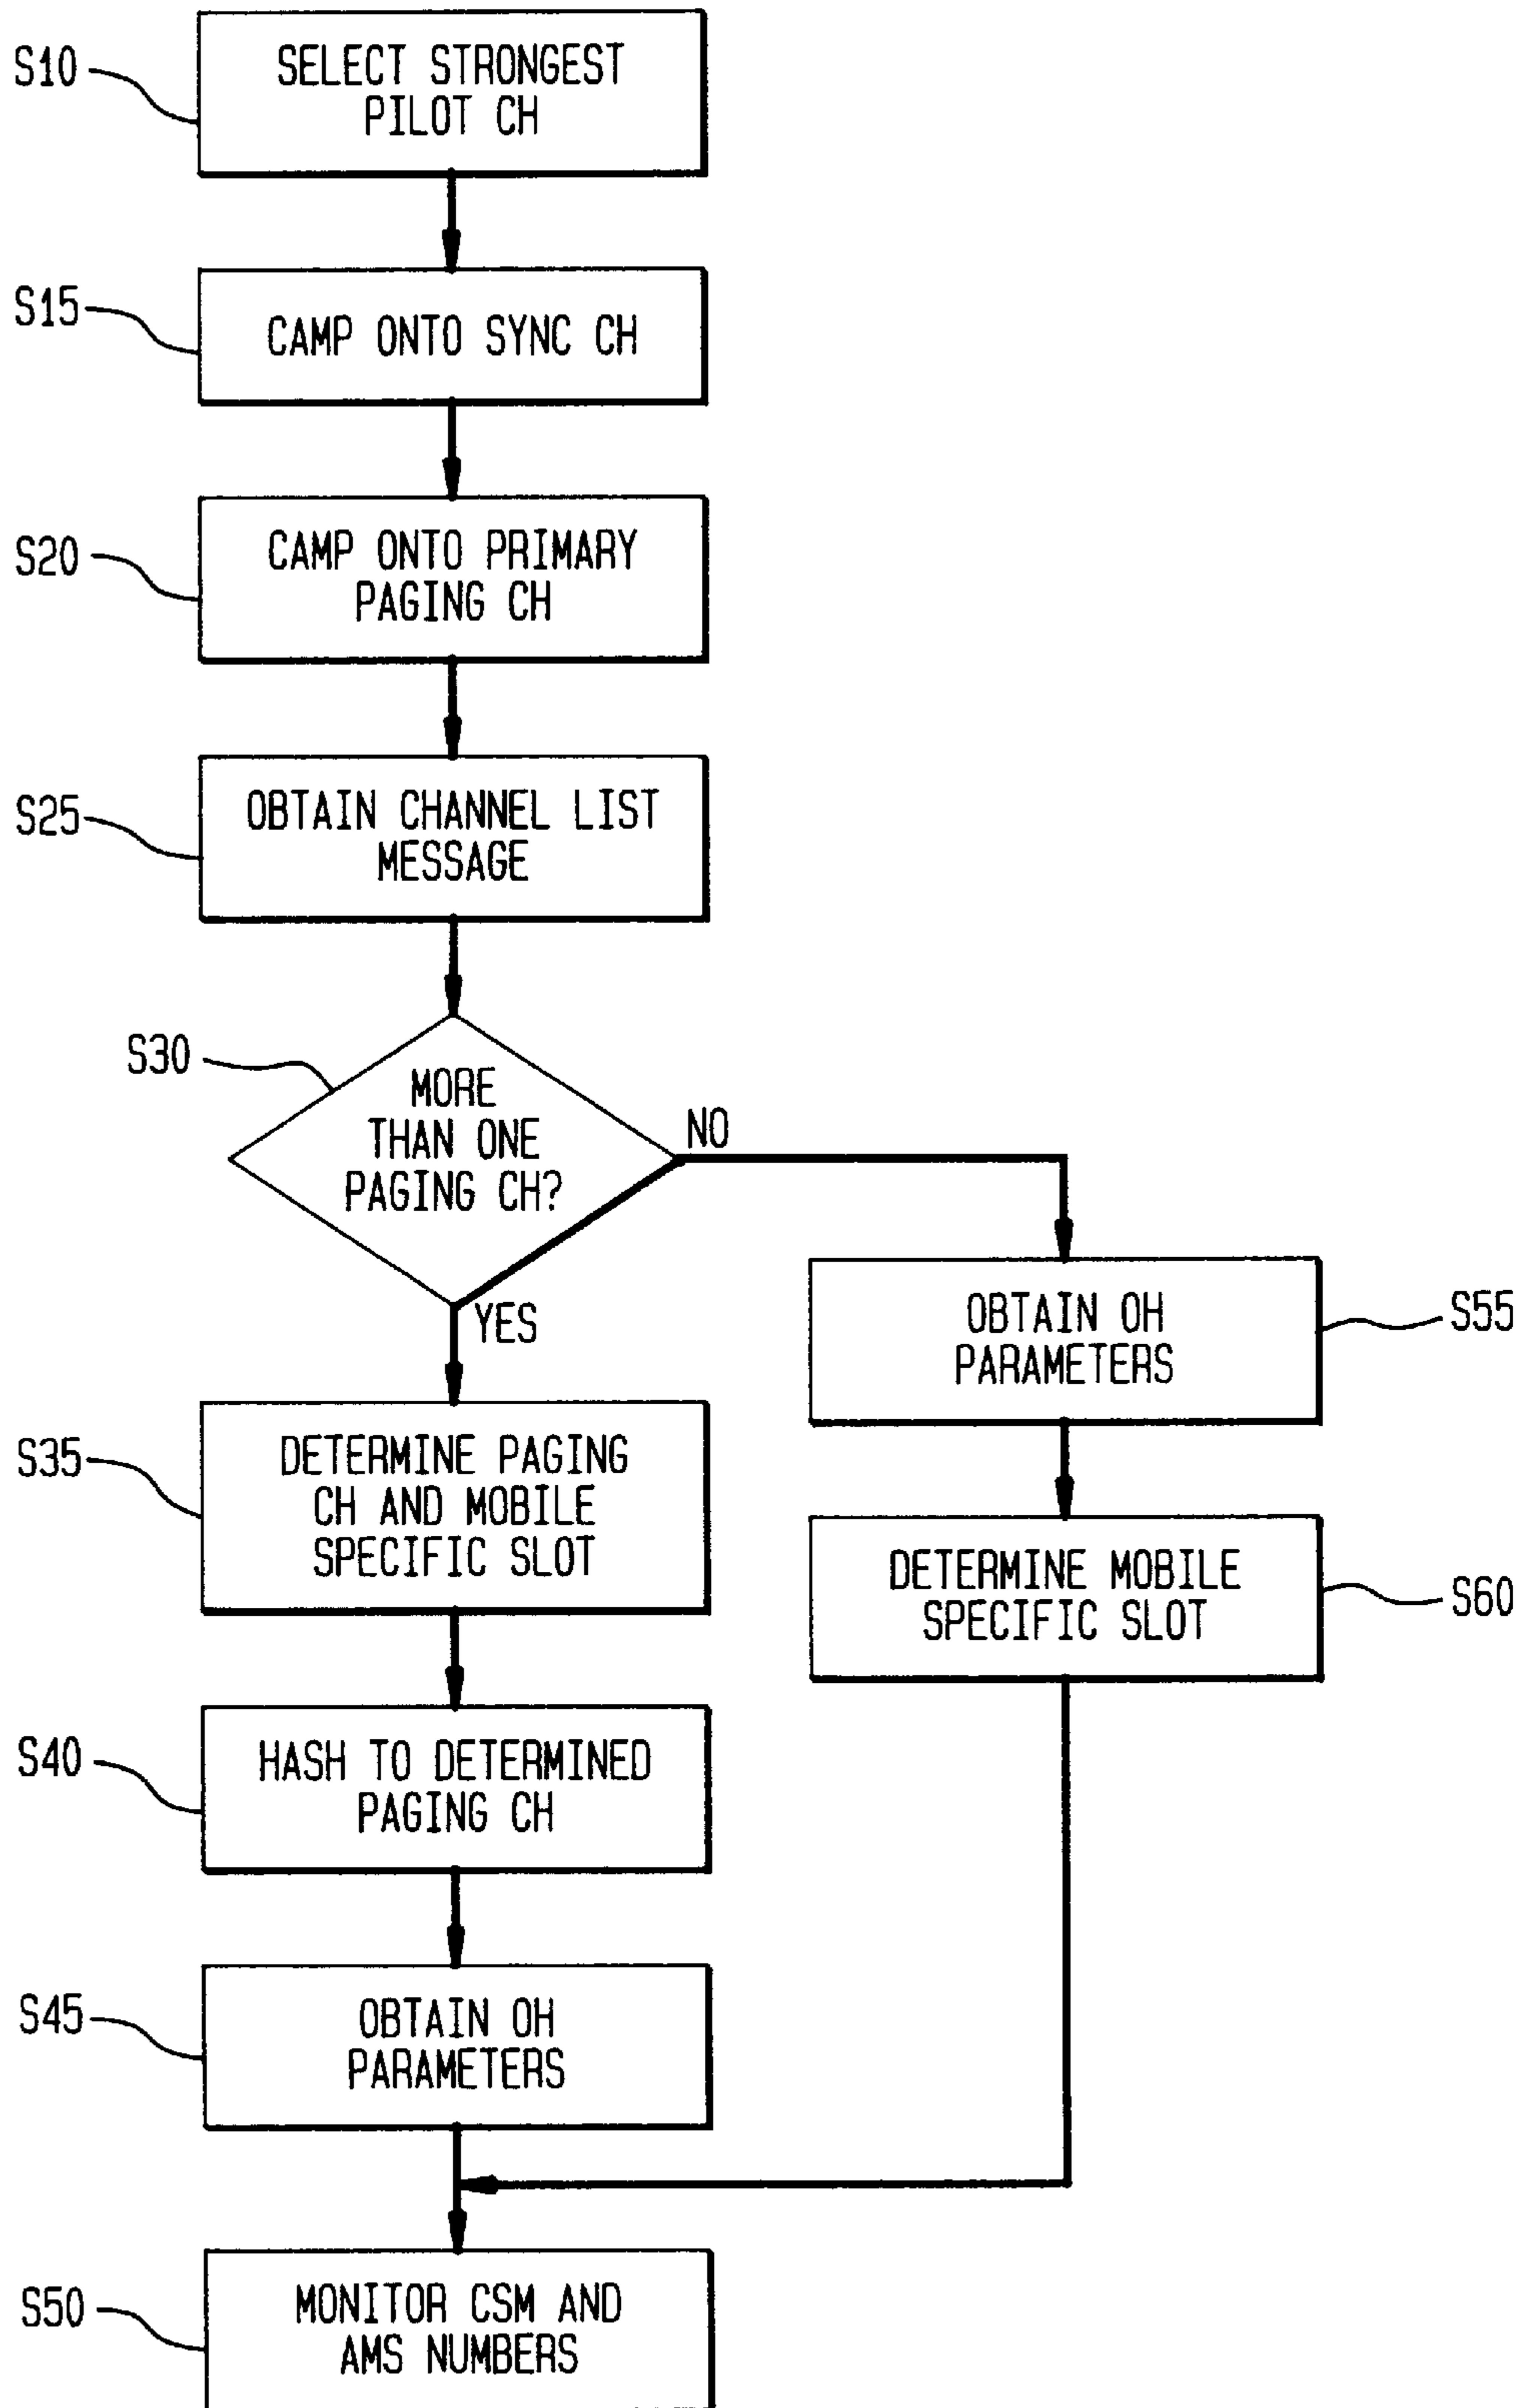 S10
SELECT STRONGEST
PILOT CH
S15
CAMP ONTO SYNC CH
S20
CAMP ONTO PRIMARY
PAGING CH
S25
OBTAIN CHANNEL LIST
MESSAGE
S30
MORE
THAN ONE
PAGING CH?
NO
YES
S35
DETERMINE PAGING
CH AND MOBILE
SPECIFIC SLOT
S40
HASH TO DETERMINED
PAGING CH
S45
OBTAIN OH
PARAMETERS
OBTAIN OH
PARAMETERS
S55
DETERMINE MOBILE
SPECIFIC SLOT
S60
S50
MONITOR CSM AND
AMS NUMBERS